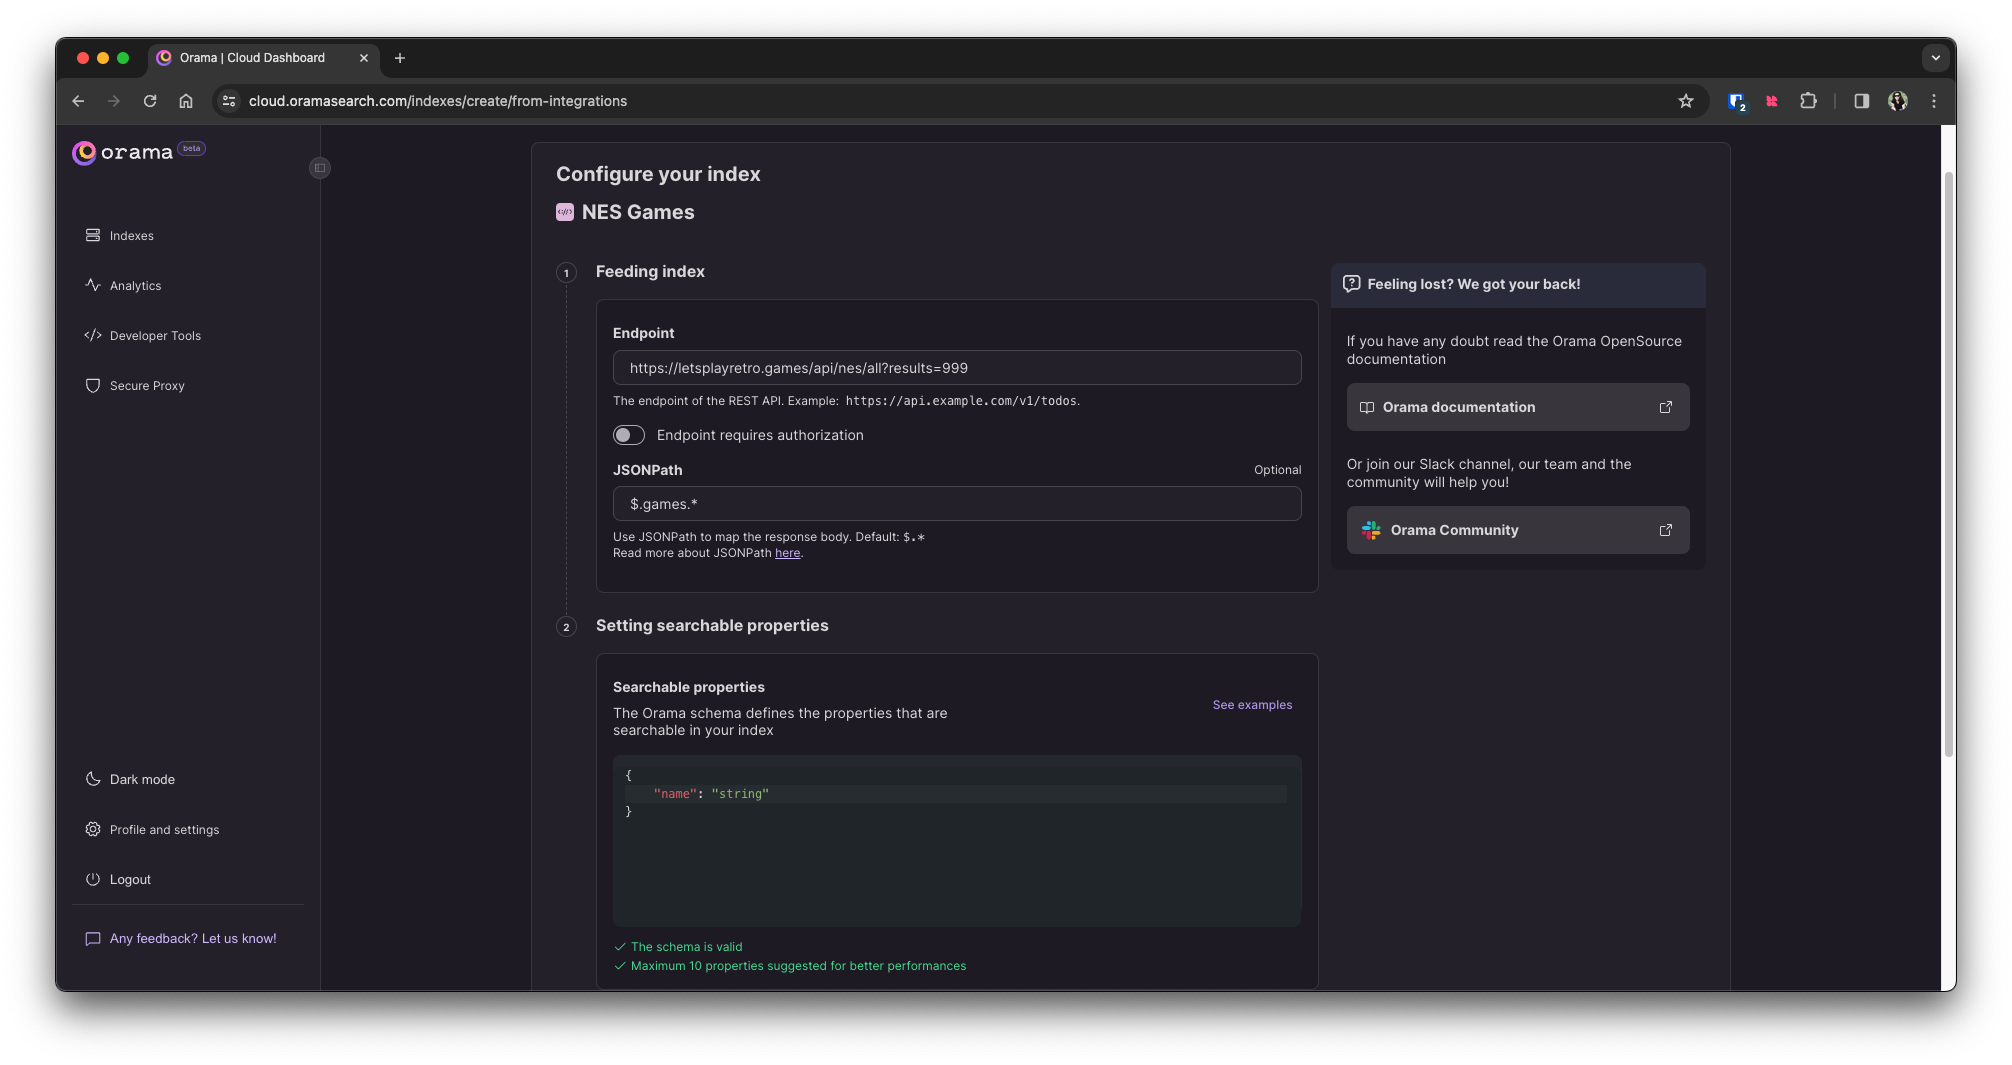 Orama | Cloud Dashboard
cloud.oramasearch.com/indexes/create/from-integrations
2
orama beta
Indexes
Analytics
Developer Tools
Secure Proxy
Dark mode
Profile and settings
Logout
Any feedback? Let us know!
Configure your index
NES Games
1 Feeding index
Endpoint
https://letsplayretro.games/api/nes/all?results=999
The endpoint of the REST API. Example: https://api.example.com/v1/todos.
Endpoint requires authorization
JSONPath Optional
$.games.*
Use JSONPath to map the response body. Default: $.*
Read more about JSONPath here.
2 Setting searchable properties
Searchable properties
The Orama schema defines the properties that are
searchable in your index
See examples
{
"name": "string"
}
The schema is valid
Maximum 10 properties suggested for better performances
Feeling lost? We got your back!
If you have any doubt read the Orama OpenSource
documentation
Orama documentation
Or join our Slack channel, our team and the
community will help you!
Orama Community